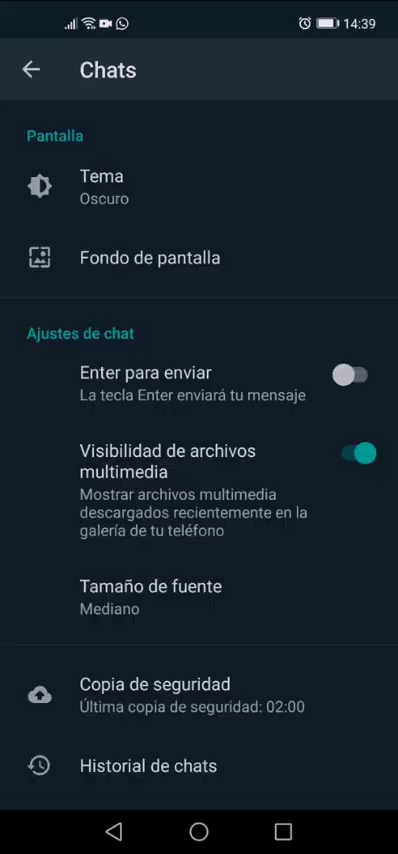 14:39
Chats
Pantalla
Tema
Oscuro
Fondo de pantalla
Ajustes de chat
Enter para enviar
La tecla Enter enviará tu mensaje
Visibilidad de archivos
multimedia
Mostrar archivos multimedia
descargados recientemente en la
galería de tu teléfono
Tamaño de fuente
Mediano
Copia de seguridad
Última copia de seguridad: 02:00
Historial de chats